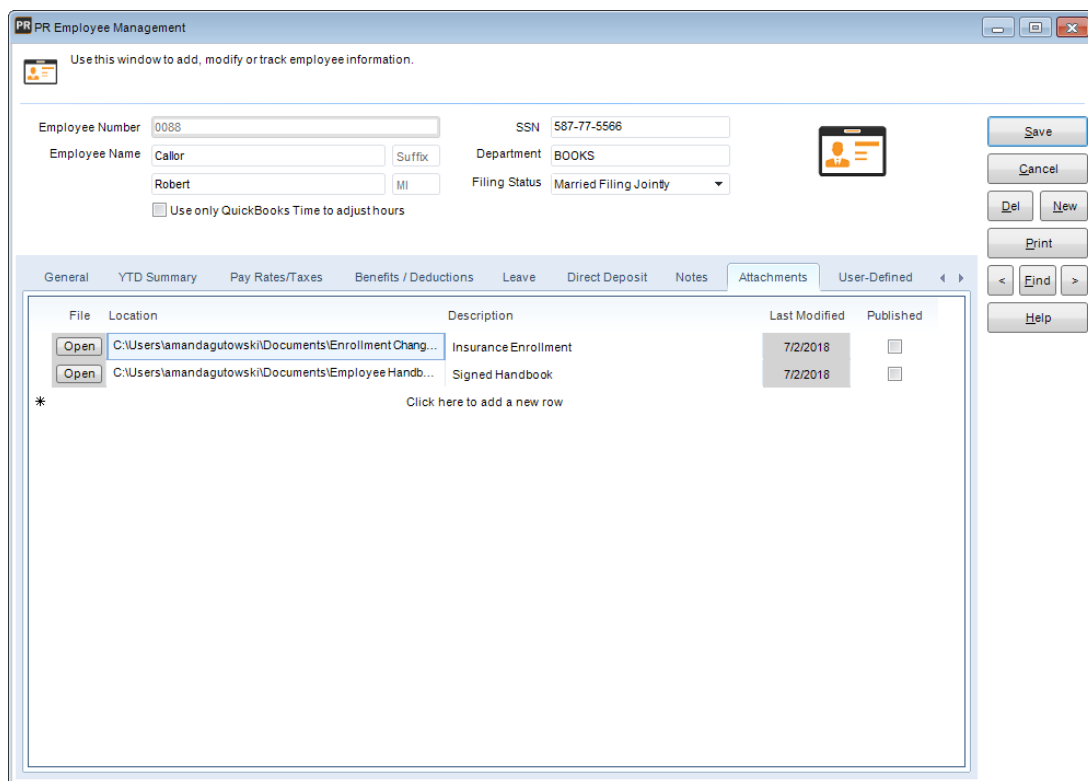 PR PR Employee Management
Use this window to add, modify or track employee information.
Employee Number 0088 SSN 587-77-5566 Save
Employee Name Callor Suffix Department BOOKS Cancel
Robert MI Filing Status Married Filing Jointly
Use only QuickBooks Time to adjust hours Del New
Print
General YTD Summary Pay Rates/Taxes Benefits / Deductions Leave Direct Deposit Notes Attachments User-Defined < Find >
File Location Description Last Modified Published Help
Open C:\Users\amandagutowski\Documents\Enrollment Chang... Insurance Enrollment 7/2/2018
Open C:\Users\amandagutowski\Documents\Employee Handb... Signed Handbook 7/2/2018
* Click here to add a new row